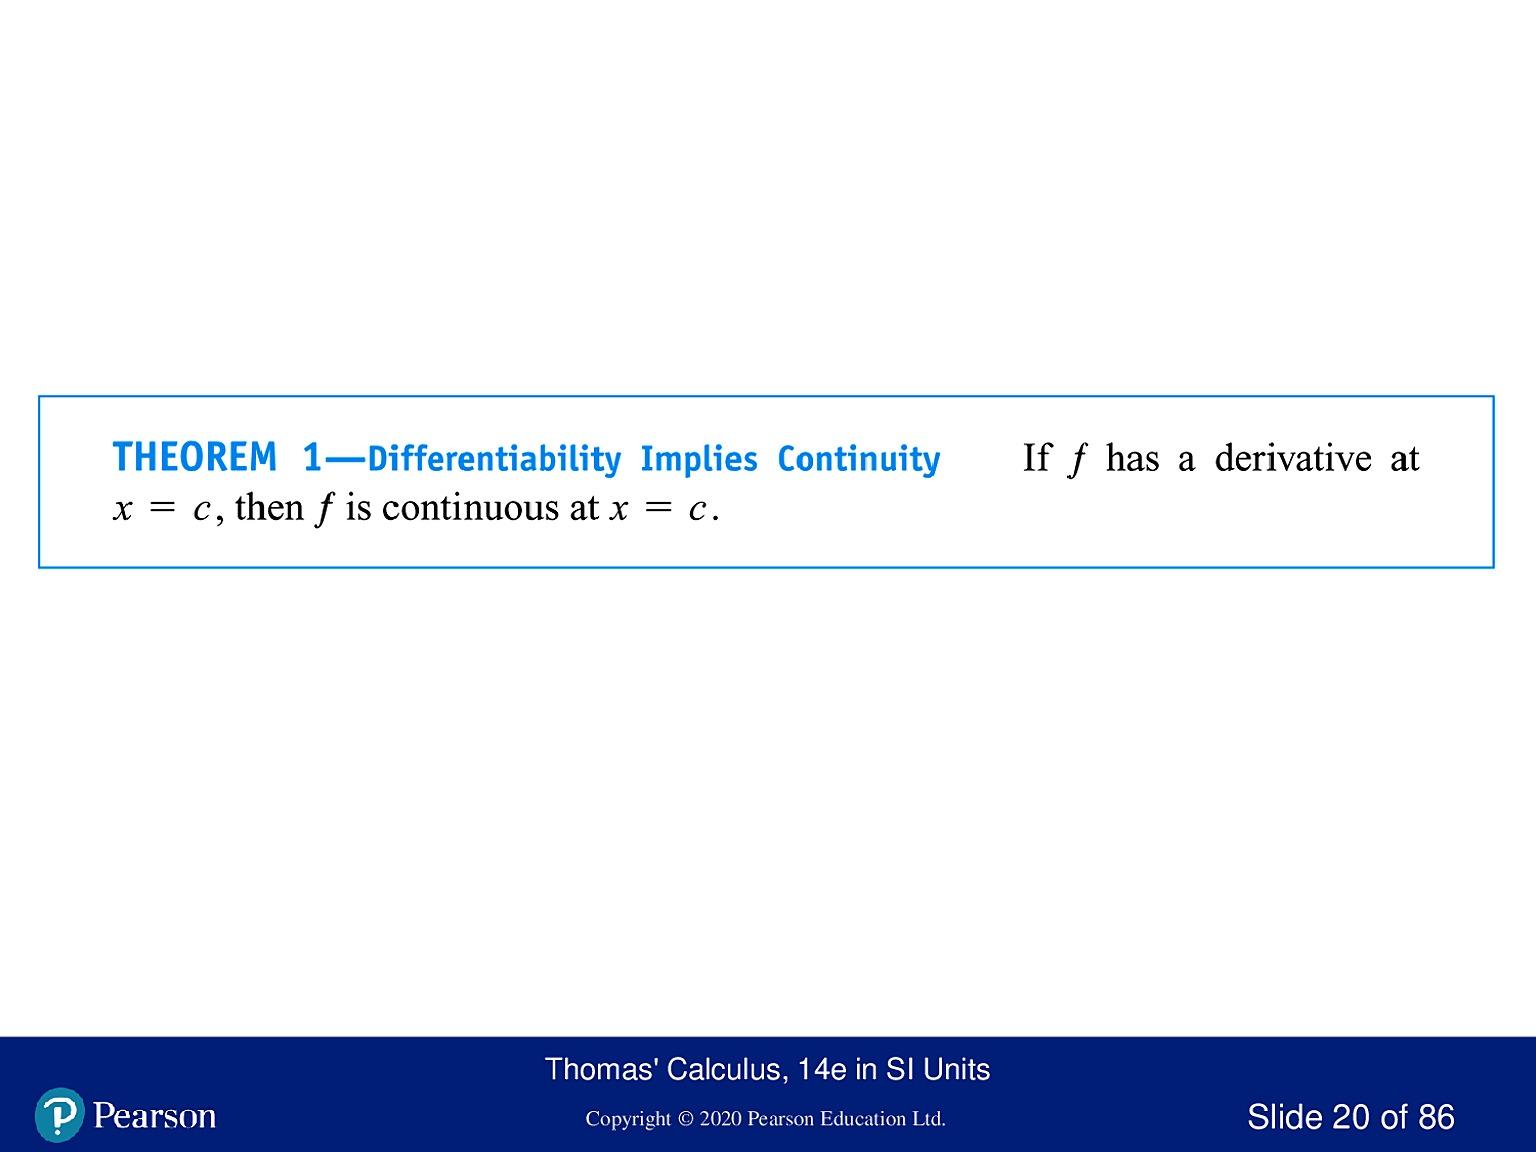 THEOREM 1—Differentiability Implies Continuity If f has a derivative at
x = c, then f is continuous at x = c.
Thomas' Calculus, 14e in SI Units
Pearson
Copyright © 2020 Pearson Education Ltd.
Slide 20 of 86